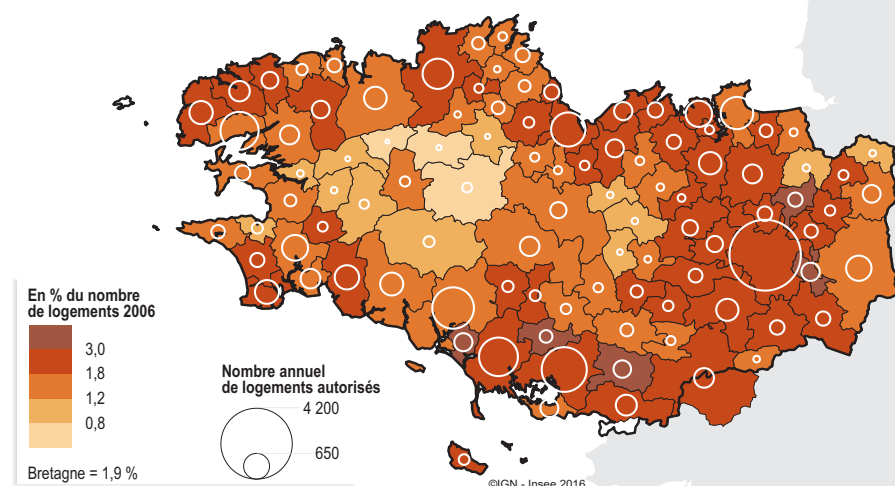 En % du nombre
de logements 2006
3,0
1,8
1,2
0,8
Bretagne = 1,9 %
Nombre annuel
de logements autorisés
4 200
650
©IGN - Insee 2016